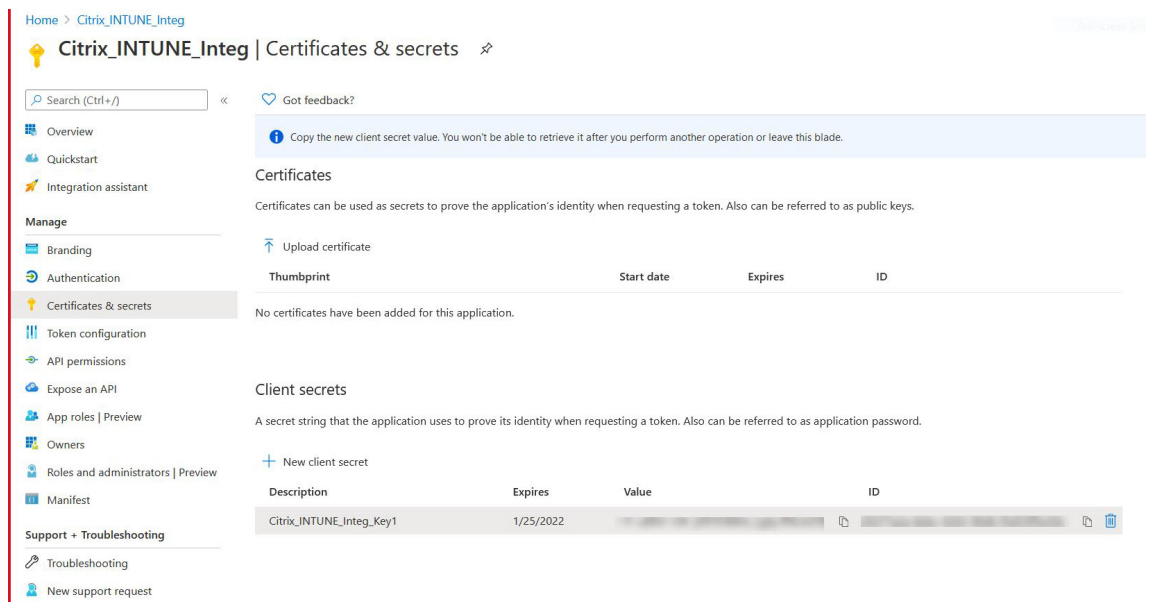 Home > Citrix_INTUNE_Integ
Citrix_INTUNE_Integ | Certificates & secrets
Search (Ctrl+/)
«
Overview
Quickstart
Integration assistant
Manage
Branding
Authentication
Certificates & secrets
Token configuration
API permissions
Expose an API
App roles | Preview
Owners
Roles and administrators | Preview
Manifest
Support + Troubleshooting
Troubleshooting
New support request
Got feedback?
Copy the new client secret value. You won't be able to retrieve it after you perform another operation or leave this blade.
Certificates
Certificates can be used as secrets to prove the application's identity when requesting a token. Also can be referred to as public keys.
Upload certificate
Thumbprint Start date Expires ID
No certificates have been added for this application.
Client secrets
A secret string that the application uses to prove its identity when requesting a token. Also can be referred to as application password.
New client secret
Description Expires Value ID
Citrix_INTUNE_Integ_Key1 1/25/2022